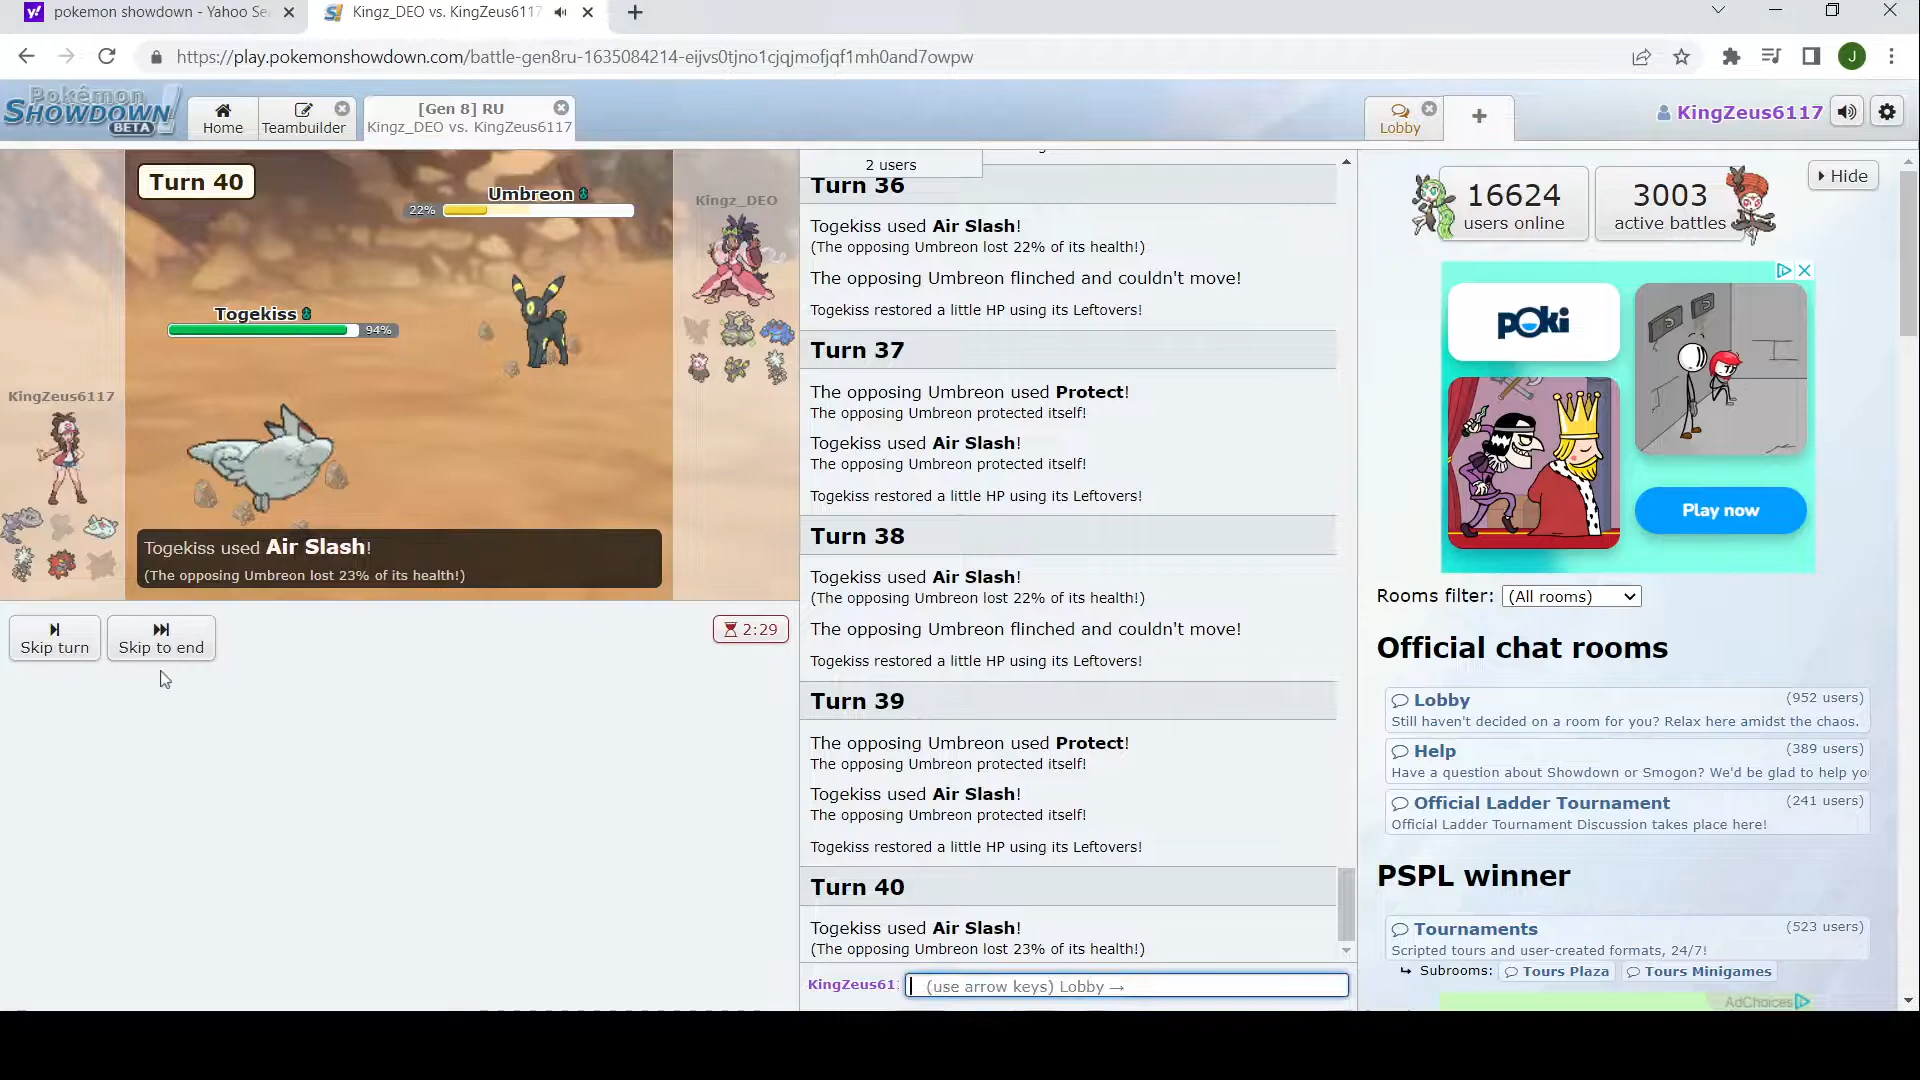 pokemon showdown - Yahoo Se
Kingz_DEO vs. KingZeus6117
https://play.pokemonshowdown.com/battle-gen8ru-1635084214-eijvs0tjno1cjqjmofjqf1mh0and7owpw
J
Pokémon
SHOWDOWN!
BETA
Home
Teambuilder
[Gen 8] RU
Kingz_DEO vs. KingZeus6117
Lobby
KingZeus6117
Turn 40
Umbreon
22%
Togekiss
94%
KingZeus6117
Kingz_DEO
Togekiss used Air Slash!
(The opposing Umbreon lost 23% of its health!)
Skip turn
Skip to end
2:29
2 users
Turn 36
Togekiss used Air Slash!
(The opposing Umbreon lost 22% of its health!)
The opposing Umbreon flinched and couldn't move!
Togekiss restored a little HP using its Leftovers!
Turn 37
The opposing Umbreon used Protect!
The opposing Umbreon protected itself!
Togekiss used Air Slash!
The opposing Umbreon protected itself!
Togekiss restored a little HP using its Leftovers!
Turn 38
Togekiss used Air Slash!
(The opposing Umbreon lost 22% of its health!)
The opposing Umbreon flinched and couldn't move!
Togekiss restored a little HP using its Leftovers!
Turn 39
The opposing Umbreon used Protect!
The opposing Umbreon protected itself!
Togekiss used Air Slash!
The opposing Umbreon protected itself!
Togekiss restored a little HP using its Leftovers!
Turn 40
Togekiss used Air Slash!
(The opposing Umbreon lost 23% of its health!)
KingZeus61:
(use arrow keys) Lobby →
16624
users online
3003
active battles
Hide
poki
Play now
Rooms filter: (All rooms)
Official chat rooms
Lobby (952 users)
Still haven't decided on a room for you? Relax here amidst the chaos.
Help (389 users)
Have a question about Showdown or Smogon? We'd be glad to help yo
Official Ladder Tournament (241 users)
Official Ladder Tournament Discussion takes place here!
PSPL winner
Tournaments (523 users)
Scripted tours and user-created formats, 24/7!
Subrooms: Tours Plaza Tours Minigames
AdChoices